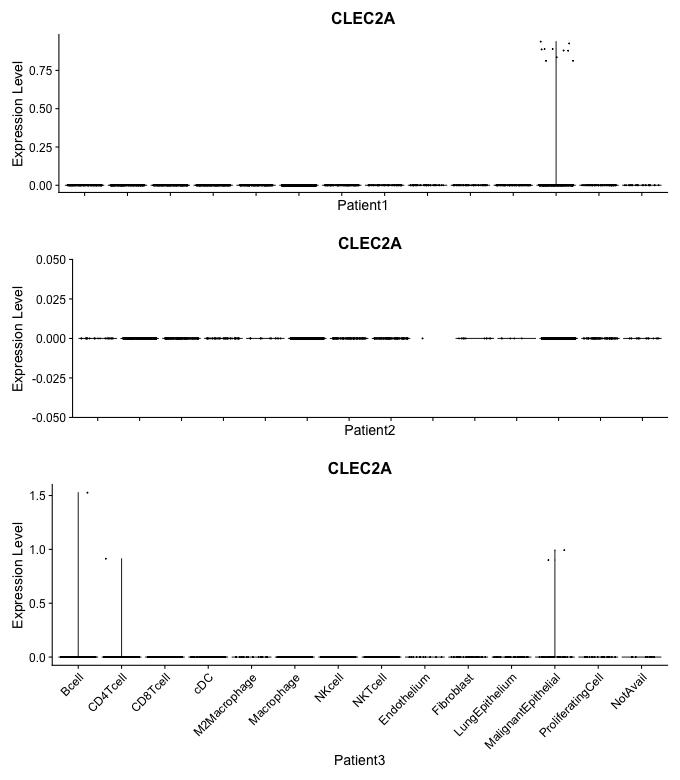 CLEC2A
Expression Level
0.75
0.50
0.25
0.00
Patient1
CLEC2A
Expression Level
0.050
0.025
0.000
-0.025
-0.050
Patient2
CLEC2A
Expression Level
1.5
1.0
0.5
0.0
Bcell
CD4Tcell
CD8Tcell
cDC
M2Macrophage
Macrophage
NKcell
NKTcell
Endothelium
Fibroblast
LungEpithelium
MalignantEpithelial
ProliferatingCell
NotAvail
Patient3